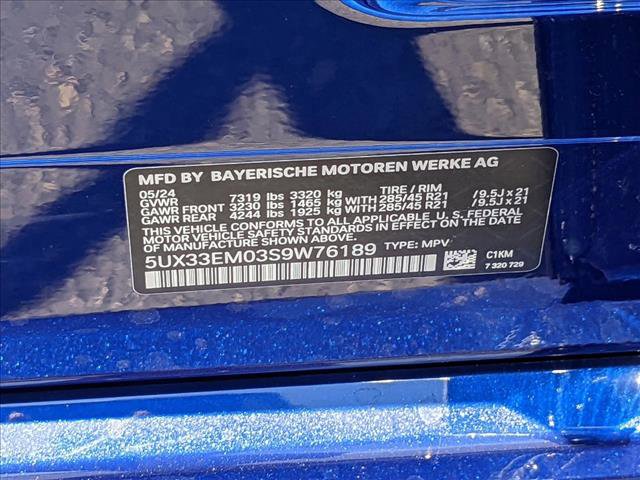 MFD BY BAYERISCHE MOTOREN WERKE AG
05/24
GVWR 7319 lbs 3320 kg TIRE / RIM
GAWR FRONT 3230 lbs 1465 kg WITH 285/45 R21 /9.5J x 21
GAWR REAR 4244 lbs 1925 kg WITH 285/45 R21 /9.5J x 21
THIS VEHICLE CONFORMS TO ALL APPLICABLE U. S. FEDERAL
MOTOR VEHICLE SAFETY STANDARDS IN EFFECT ON THE DATE
OF MANUFACTURE SHOWN ABOVE.
5UX33EM03S9W76189 TYPE: MPV
C1KM
7 320 729